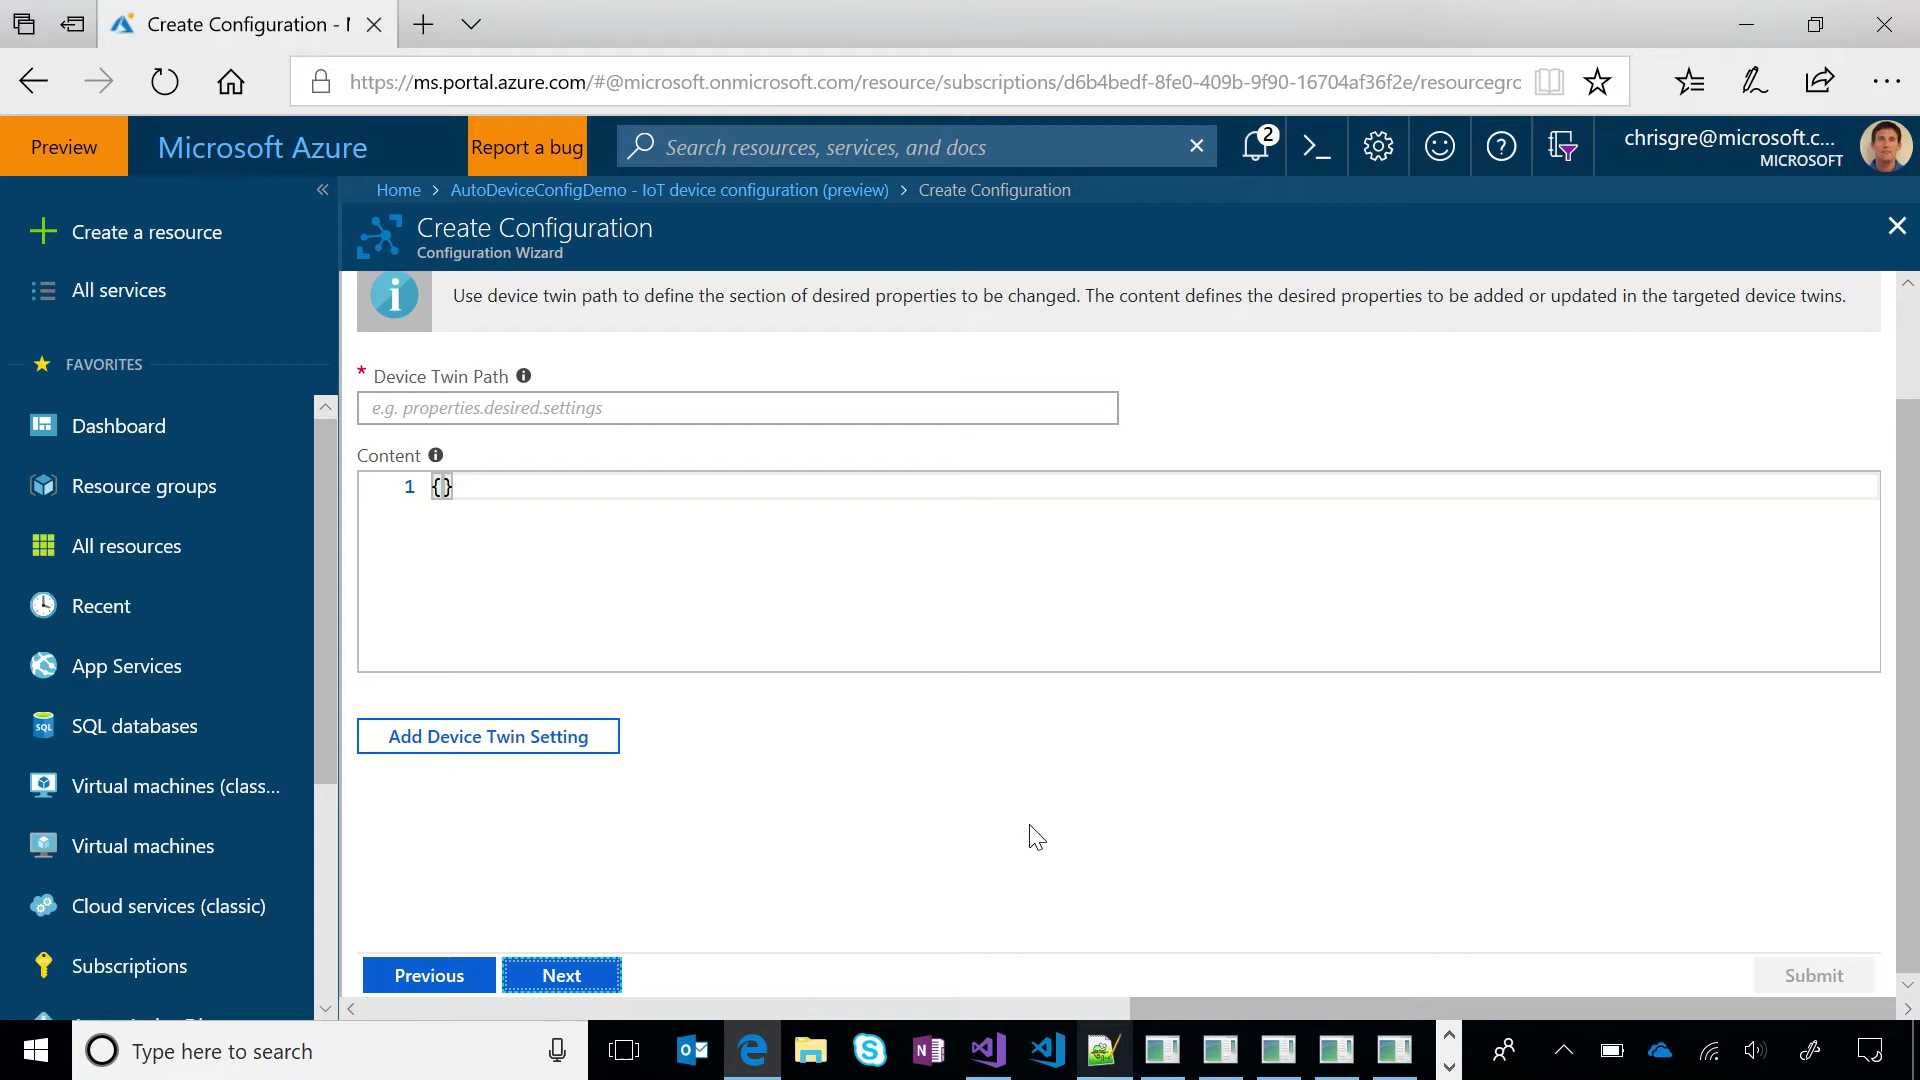 Create Configuration - M
https://ms.portal.azure.com/#@microsoft.onmicrosoft.com/resource/subscriptions/d6b4bedf-8fe0-409b-9f90-16704af36f2e/resourcegrc
Preview
Microsoft Azure
Report a bug
Search resources, services, and docs
2
chrisgre@microsoft.c...
MICROSOFT
Home > AutoDeviceConfigDemo - IoT device configuration (preview) > Create Configuration
Create Configuration
Configuration Wizard
Create a resource
All services
FAVORITES
Dashboard
Resource groups
All resources
Recent
App Services
SQL databases
Virtual machines (class...
Virtual machines
Cloud services (classic)
Subscriptions
Use device twin path to define the section of desired properties to be changed. The content defines the desired properties to be added or updated in the targeted device twins.
* Device Twin Path
e.g. properties.desired.settings
Content
1 {}
Add Device Twin Setting
Previous
Next
Submit
Type here to search